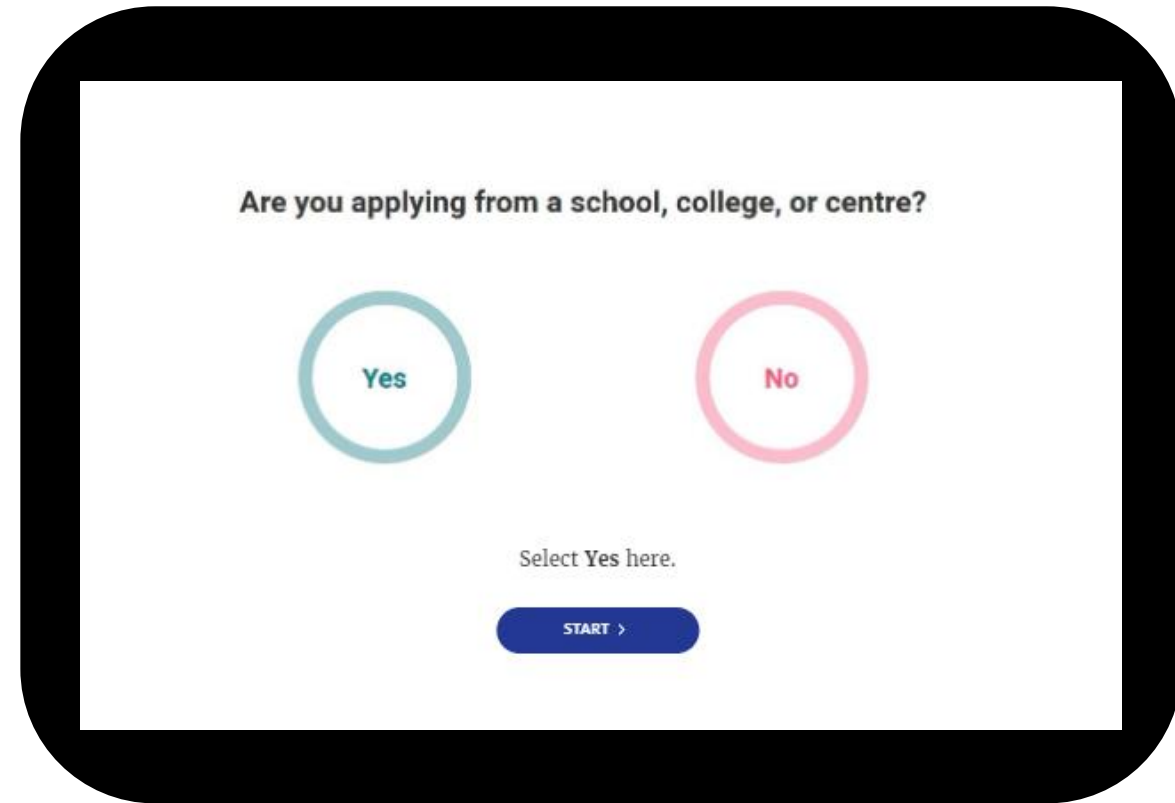 Are you applying from a school, college, or centre?
Yes No
Select Yes here.
START >